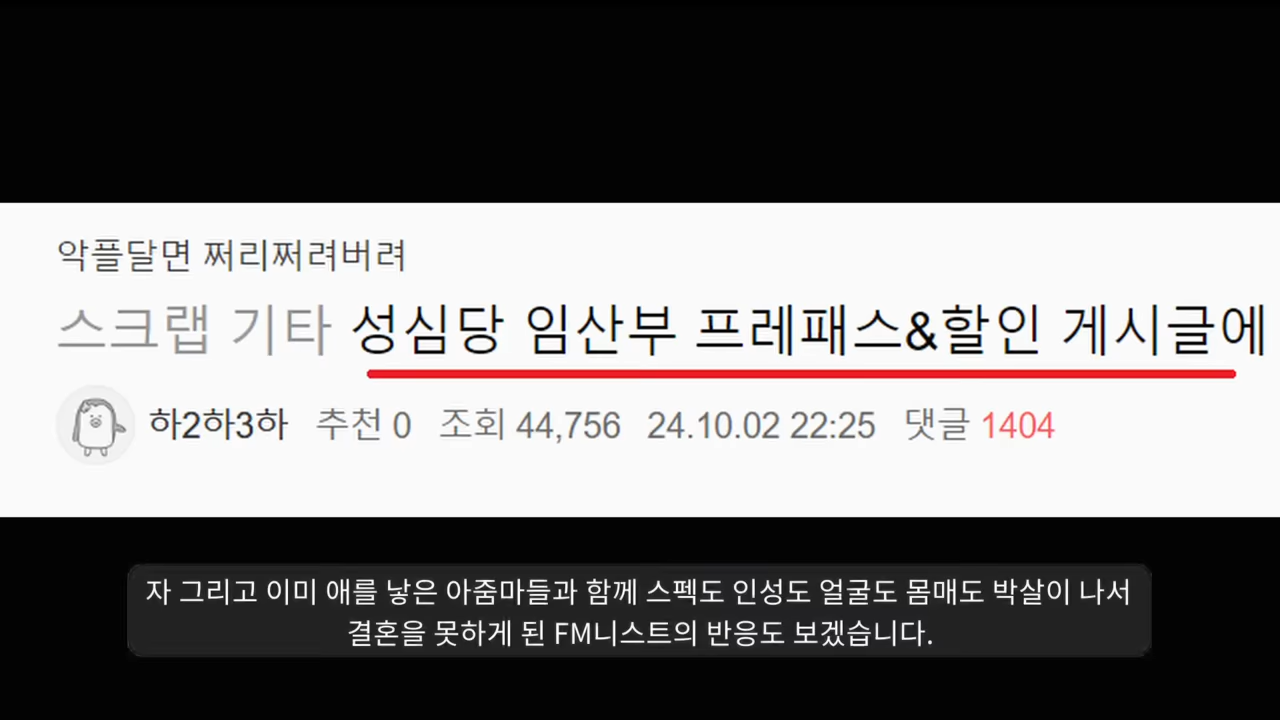 악플달면 쩌리쩌려버려
스크랩 기타 성심당 임산부 프레패스&할인 게시글에
하2하3하 추천 0 조회 44,756 24.10.02 22:25 댓글 1404
자 그리고 이미 애를 낳은 아줌마들과 함께 스펙도 인성도 얼굴도 몸매도 박살이 나서
결혼을 못하게 된 FM니스트의 반응도 보겠습니다.